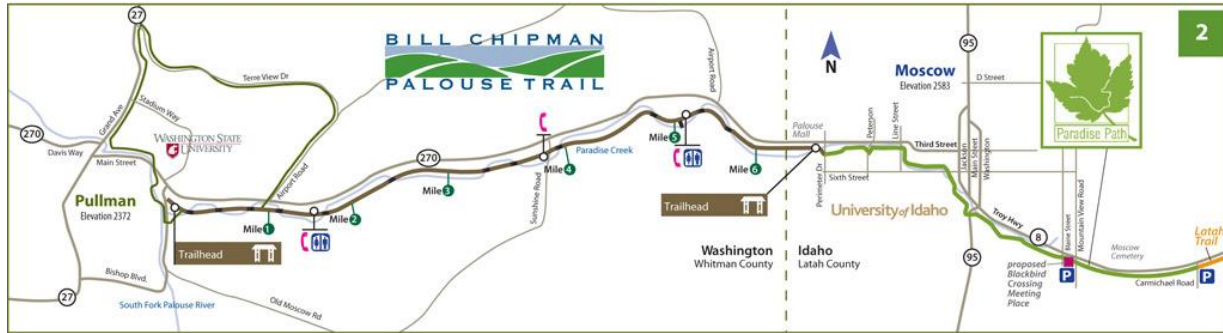 27
Terre View Dr
Grand Ave
Stadium Way
270
Davis Way
Main Street
WASHINGTON STATE
UNIVERSITY
Airport Road
Pullman
Elevation 2372
Trailhead
Bishop Blvd.
27
South Fork Palouse River
Old Moscow Rd
BILL CHIPMAN
PALOUSE TRAIL
270
Mile 1
Mile 2
Mile 3
Mile 4
Mile 5
Mile 6
Sunshine Road
Paradise Creek
Airport Road
Trailhead
Washington
Whitman County
Idaho
Latah County
N
Palouse
Mall
Perimeter Dr
Sixth Street
Peterson
Line Street
Third Street
Moscow
Elevation 2583
95
D Street
Jackson
Main Street
Washington
University of Idaho
Troy Hwy
8
95
Blaine Street
Mountain View Road
proposed
Blackbird
Crossing
Meeting
Place
P
Moscow
Cemetery
Carmichael Road
Latah
Trail
P
Paradise Path
2